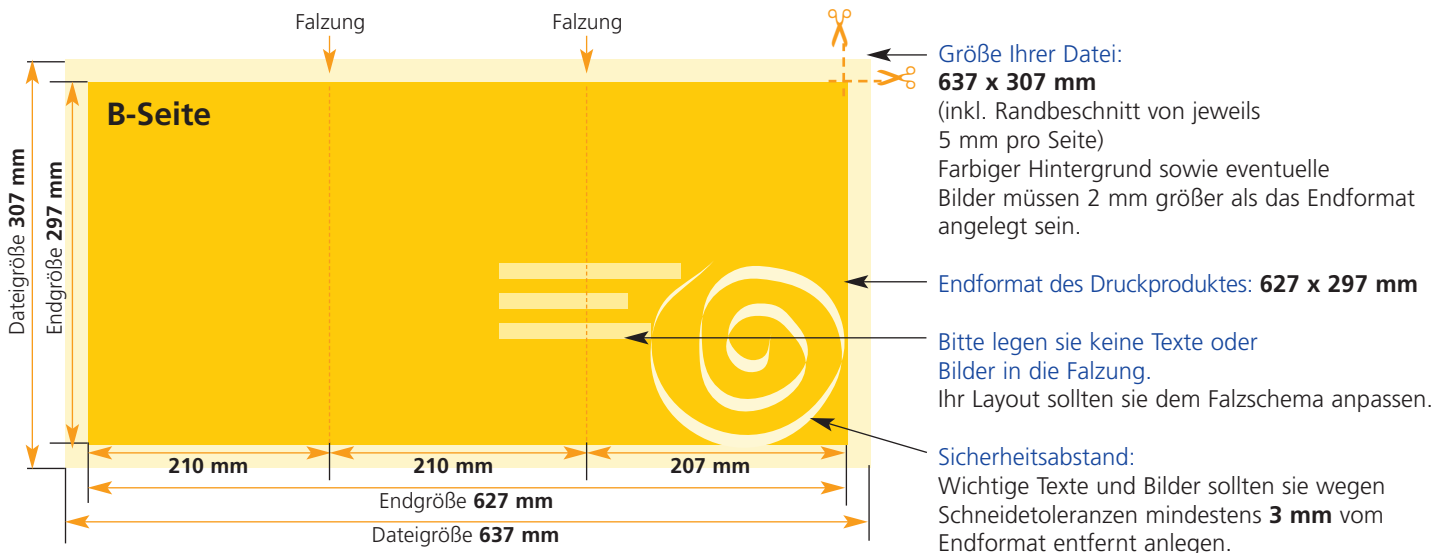 Falzung
Falzung
B-Seite
Dateigröße 307 mm
Endgröße 297 mm
210 mm
210 mm
207 mm
Endgröße 627 mm
Dateigröße 637 mm
Größe Ihrer Datei:
637 x 307 mm
(inkl. Randbeschnitt von jeweils
5 mm pro Seite)
Farbiger Hintergrund sowie eventuelle
Bilder müssen 2 mm größer als das Endformat
angelegt sein.
Endformat des Druckproduktes: 627 x 297 mm
Bitte legen sie keine Texte oder
Bilder in die Falzung.
Ihr Layout sollten sie dem Falzschema anpassen.
Sicherheitsabstand:
Wichtige Texte und Bilder sollten sie wegen
Schneidetoleranzen mindestens 3 mm vom
Endformat entfernt anlegen.